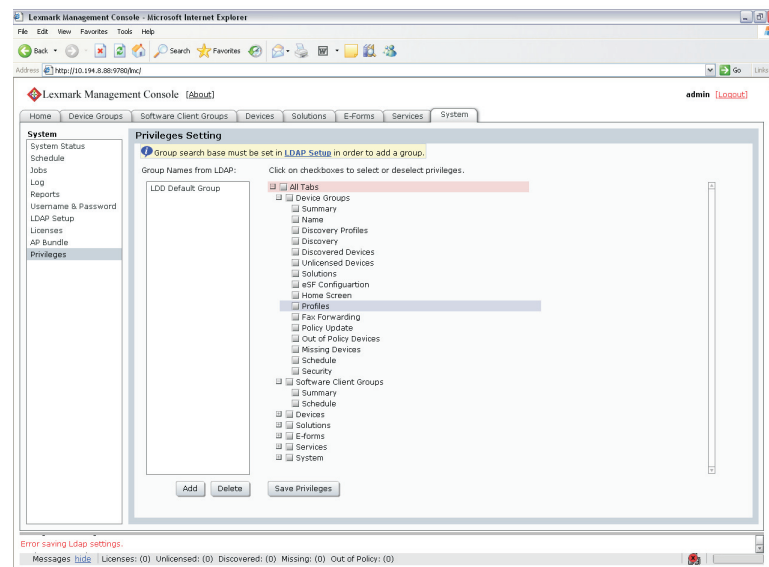 Lexmark Management Console - Microsoft Internet Explorer
File Edit View Favorites Tools Help
Back Search Favorites
Address http://10.194.8.88:9780/lmc/ Go Links
Lexmark Management Console [About] admin [Logout]
Home Device Groups Software Client Groups Devices Solutions E-Forms Services System
System
System Status
Schedule
Jobs
Log
Reports
Username & Password
LDAP Setup
Licenses
AP Bundle
Privileges
Privileges Setting
Group search base must be set in LDAP Setup in order to add a group.
Group Names from LDAP: Click on checkboxes to select or deselect privileges.
LDD Default Group
All Tabs
Device Groups
Summary
Name
Discovery Profiles
Discovery
Discovered Devices
Unlicensed Devices
Solutions
eSF Configuartion
Home Screen
Profiles
Fax Forwarding
Policy Update
Out of Policy Devices
Missing Devices
Schedule
Security
Software Client Groups
Summary
Schedule
Devices
Solutions
E-forms
Services
System
Add Delete Save Privileges
Error saving Ldap settings.
Messages hide Licenses: (0) Unlicensed: (0) Discovered: (0) Missing: (0) Out of Policy: (0)